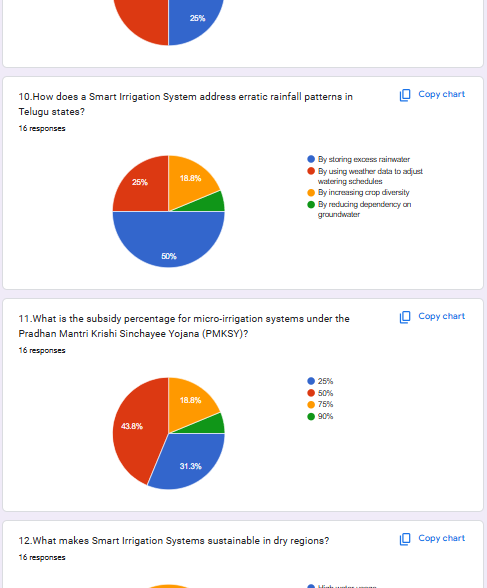 25%
10.How does a Smart Irrigation System address erratic rainfall patterns in
Telugu states?
Copy chart
16 responses
By storing excess rainwater
By using weather data to adjust
watering schedules
By increasing crop diversity
By reducing dependency on
groundwater
25%
18.8%
50%
11.What is the subsidy percentage for micro-irrigation systems under the
Pradhan Mantri Krishi Sinchayee Yojana (PMKSY)?
Copy chart
16 responses
25%
50%
75%
90%
18.8%
43.8%
31.3%
12.What makes Smart Irrigation Systems sustainable in dry regions?
Copy chart
16 responses
High water usage